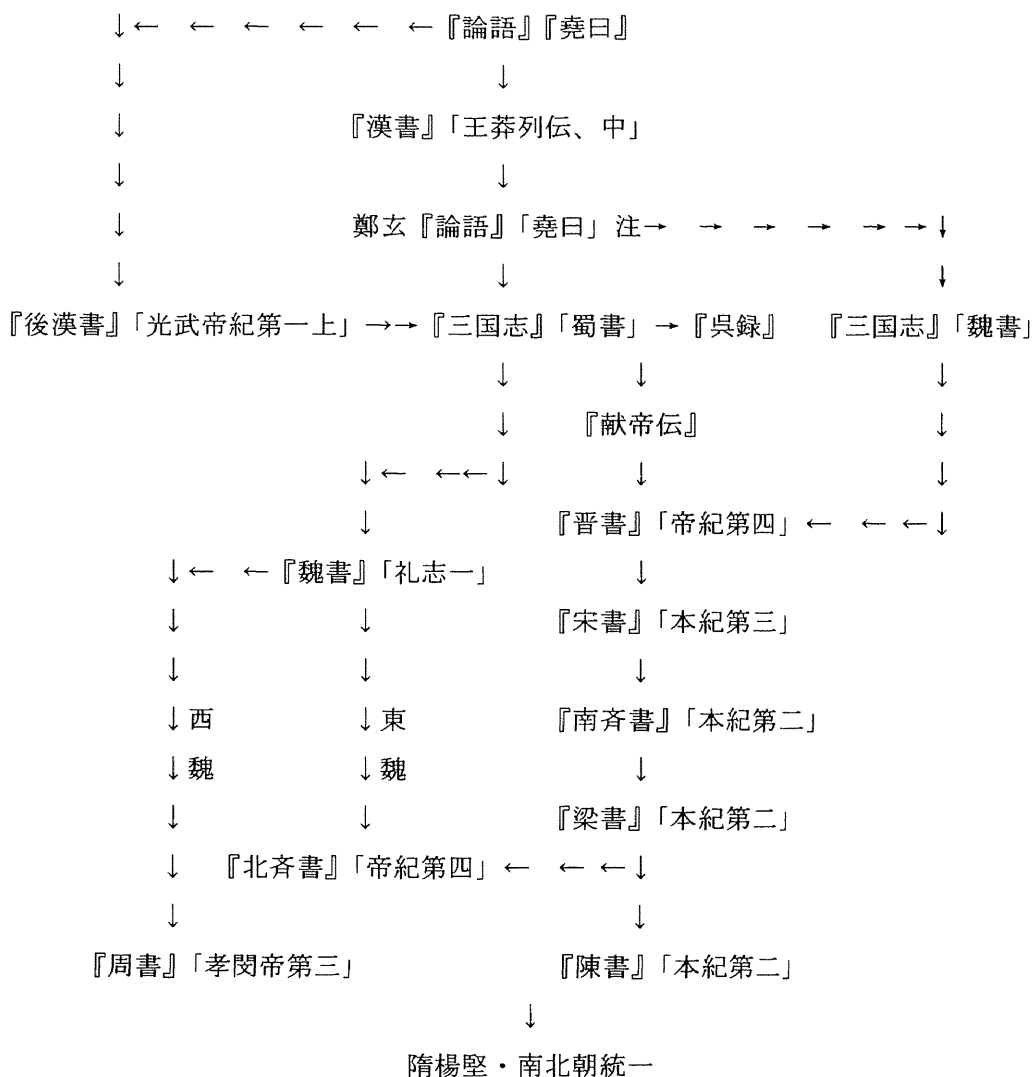 ↓← ← ← ← ← ←『論語』『堯曰』
↓ ↓
↓ 『漢書』「王莽列伝、中」
↓ ↓
↓ 鄭玄『論語』「堯曰」注→ → → → →→↓
↓ ↓ ↓
『後漢書』「光武帝紀第一上」→→『三国志』「蜀書」→『呉録』 『三国志』「魏書」
↓ ↓ ↓
↓ 『献帝伝』 ↓
↓← ←←↓ ↓ ↓
↓ 『晋書』「帝紀第四」← ←←↓
↓← ←『魏書』「礼志一」 ↓
↓ ↓ 『宋書』「本紀第三」
↓ ↓ ↓
↓西 ↓東 『南斉書』「本紀第二」
↓魏 ↓魏 ↓
↓ ↓ 『梁書』「本紀第二」
↓ 『北斉書』「帝紀第四」← ←←↓
↓ ↓
『周書』「孝閔帝第三」 『陳書』「本紀第二」
↓
隋楊堅・南北朝統一